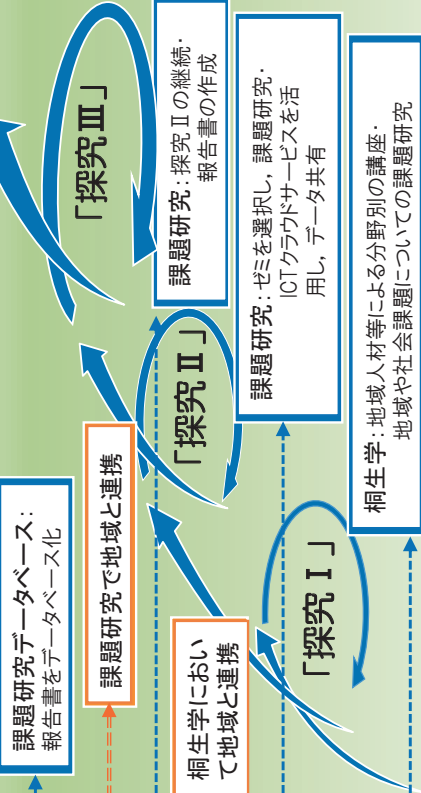 課題研究データベース：
報告書をデータベース化
課題研究で地域と連携
桐生学におい
て地域と連携
「探究Ⅲ」
課題研究：探究Ⅱの継続・
報告書の作成
「探究Ⅱ」
課題研究：ゼミを選択し，課題研究・
ICTクラウドサービスを活
用し，データ共有
「探究Ⅰ」
桐生学：地域人材等による分野別の講座・
地域や社会課題についての課題研究